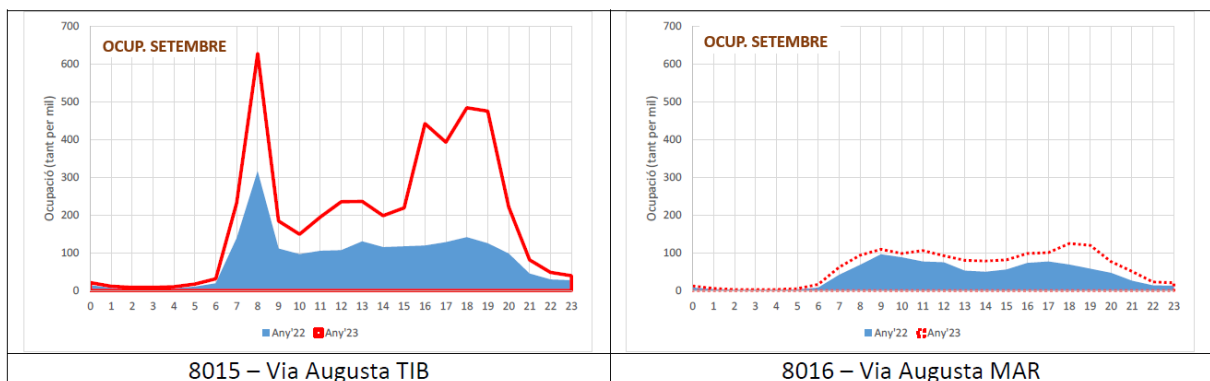 OCUP. SETEMBRE
700
600
500
400
300
200
100
0
Ocupació (tant per mil)
0 1 2 3 4 5 6 7 8 9 10 11 12 13 14 15 16 17 18 19 20 21 22 23
Any'22 Any'23
8015 – Via Augusta TIB
OCUP. SETEMBRE
700
600
500
400
300
200
100
0
Ocupació (tant per mil)
0 1 2 3 4 5 6 7 8 9 10 11 12 13 14 15 16 17 18 19 20 21 22 23
Any'22 Any'23
8016 – Via Augusta MAR